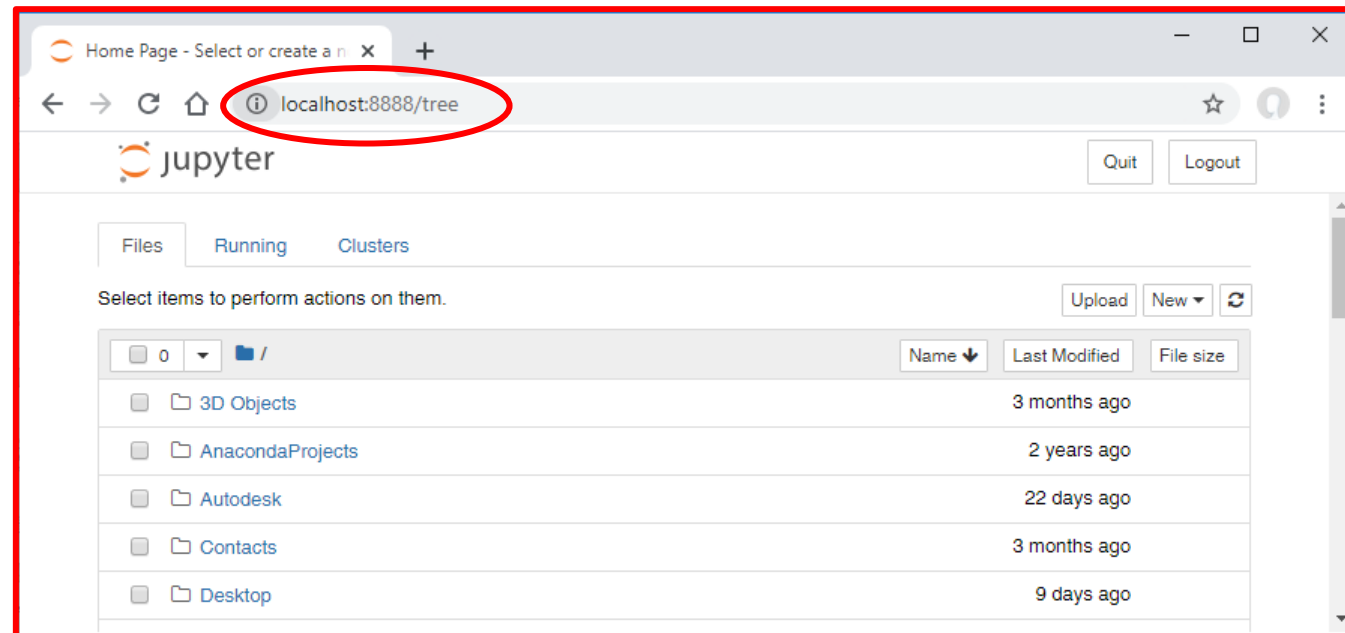 Home Page - Select or create a n
localhost:8888/tree
jupyter
Quit Logout
Files Running Clusters
Select items to perform actions on them.
Upload New
0 /
Name Last Modified File size
3D Objects 3 months ago
AnacondaProjects 2 years ago
Autodesk 22 days ago
Contacts 3 months ago
Desktop 9 days ago